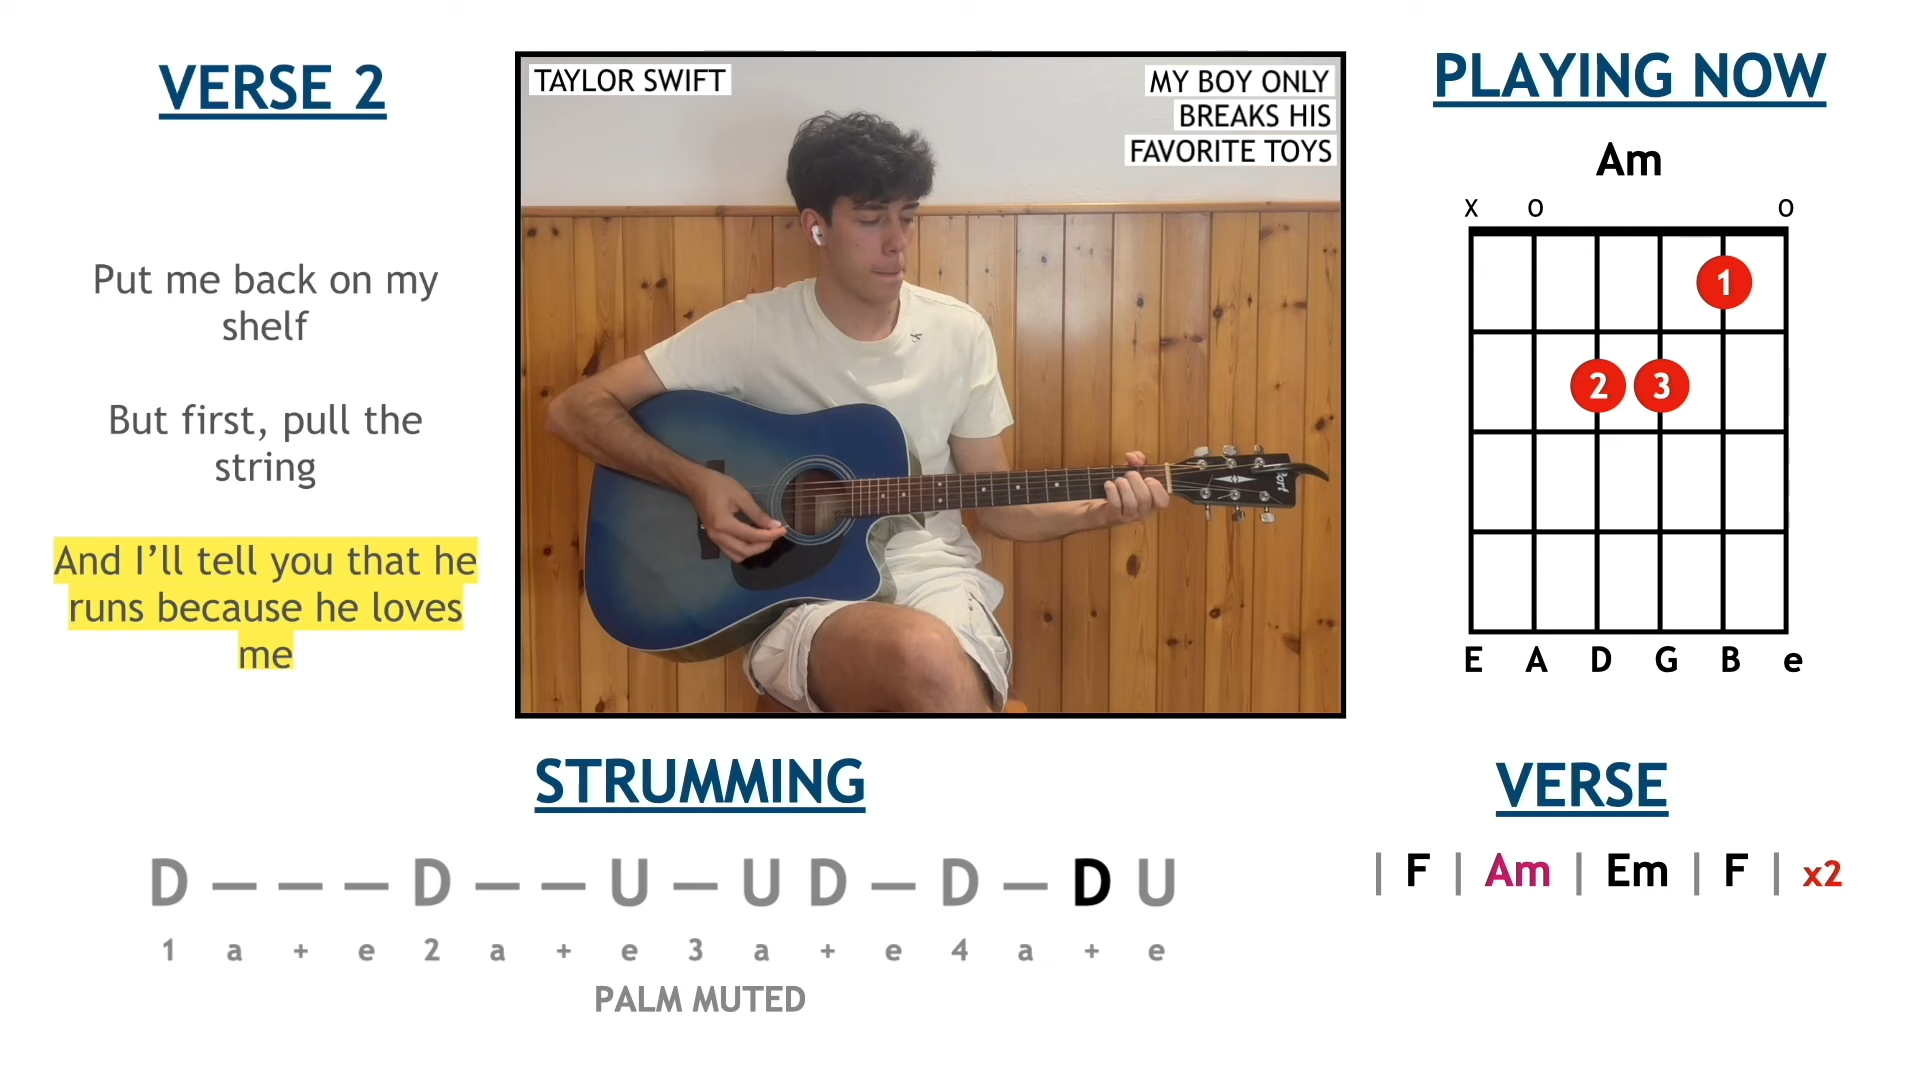 VERSE 2
Put me back on my
shelf
But first, pull the
string
And I’ll tell you that he
runs because he loves
me
TAYLOR SWIFT
MY BOY ONLY
BREAKS HIS
FAVORITE TOYS
PLAYING NOW
Am
X O O
1
2 3
E A D G B e
STRUMMING
D — — — D — — U — U D — D — D U
1 a + e 2 a + e 3 a + e 4 a + e
PALM MUTED
VERSE
| F | Am | Em | F | x2